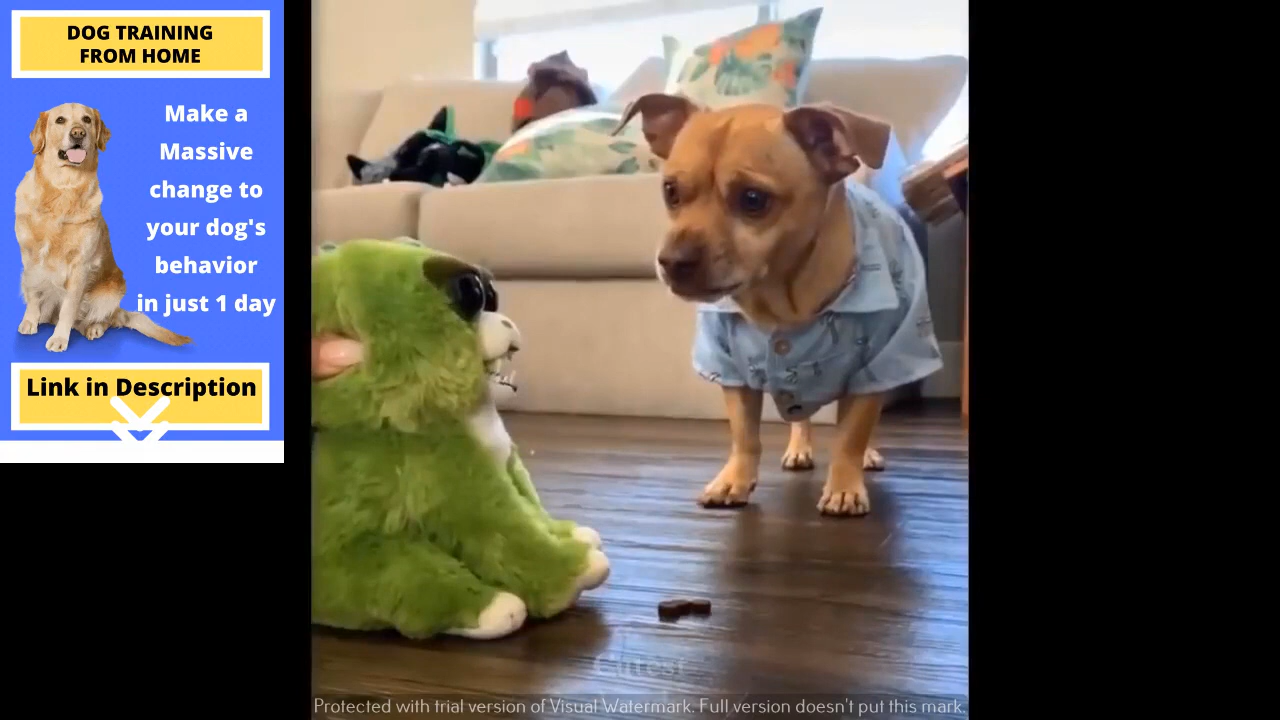 DOG TRAINING
FROM HOME
Make a
Massive
change to
your dog's
behavior
in just 1 day
Link in Description
Cutest
Protected with trial version of Visual Watermark. Full version doesn't put this mark.